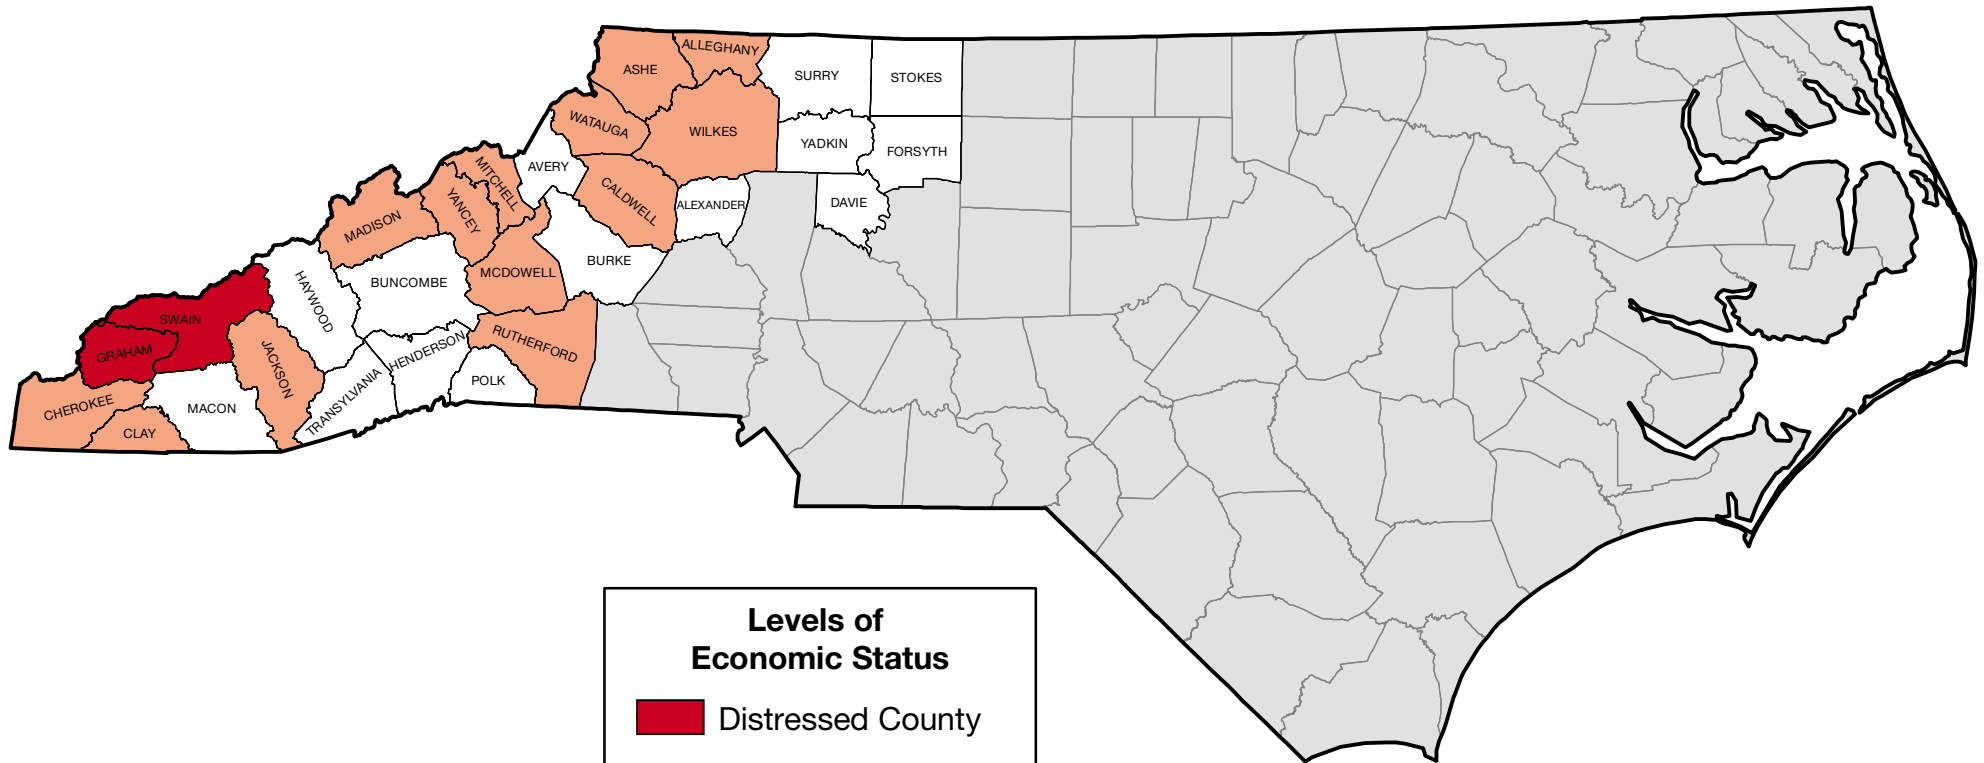 ALLEGHANY
ASHE
SURRY
STOKES
WATAUGA
WILKES
YADKIN
FORSYTH
AVERY
MITCHELL
CALDWELL
ALEXANDER
DAVIE
YANCEY
MADISON
BURKE
MCDOWELL
BUNCOMBE
HAYWOOD
SWAIN
GRAHAM
RUTHERFORD
HENDERSON
JACKSON
POLK
TRANSYLVANIA
CHEROKEE
MACON
CLAY
Levels of
Economic Status
Distressed County